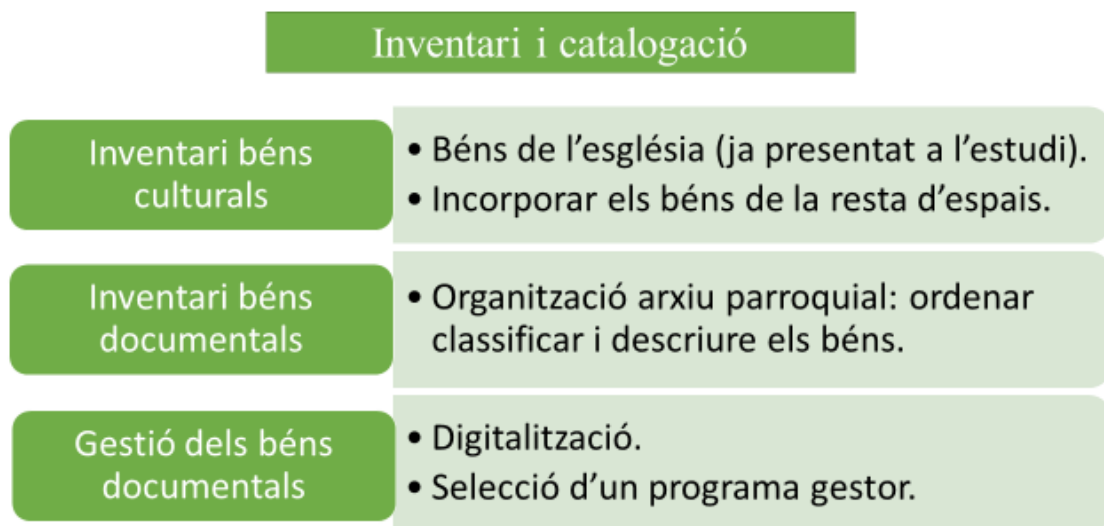 Inventari i catalogació
Inventari béns
culturals
• Béns de l’església (ja presentat a l’estudi).
• Incorporar els béns de la resta d’espais.
Inventari béns
documentals
• Organització arxiu parroquial: ordenar
classificar i descriure els béns.
Gestió dels béns
documentals
• Digitalització.
• Selecció d’un programa gestor.